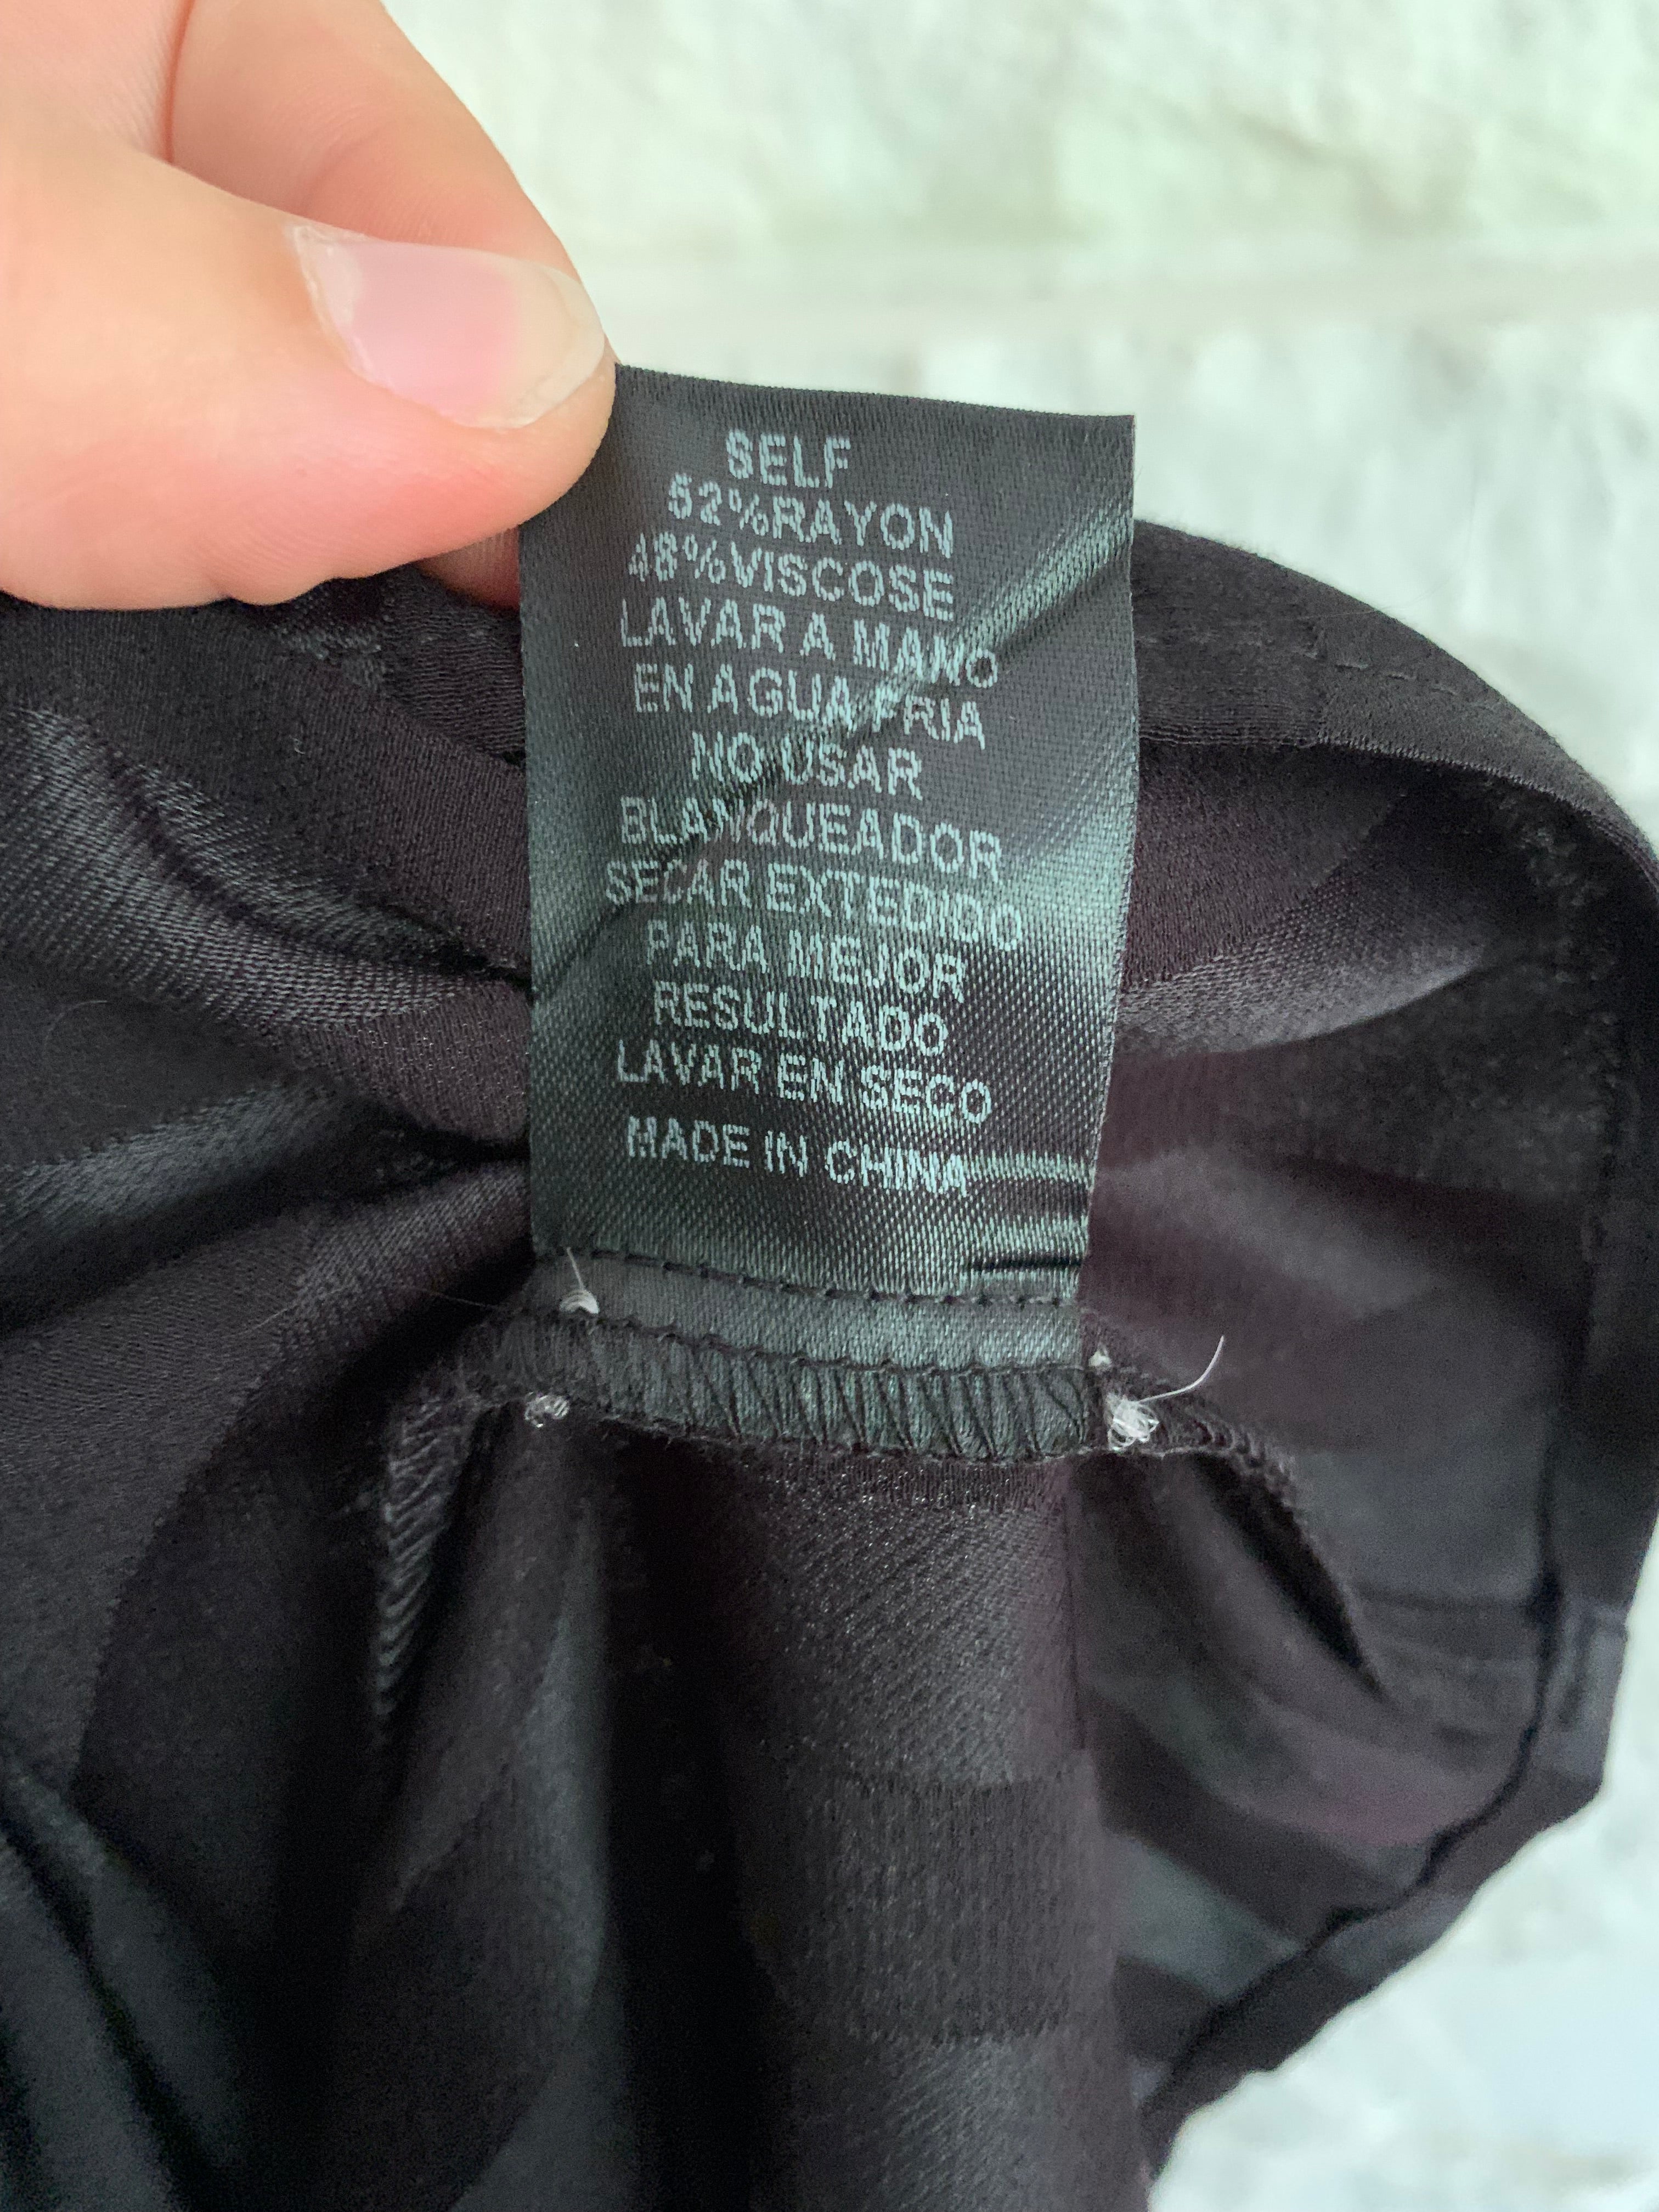 SELF
52%RAYON
48%VISCOSE
LAVAR A MANO
EN AGUA FRIA
NO USAR
BLANQUEADOR
SECAR EXTEDIDO
PARA MEJOR
RESULTADO
LAVAR EN SECO
MADE IN CHINA